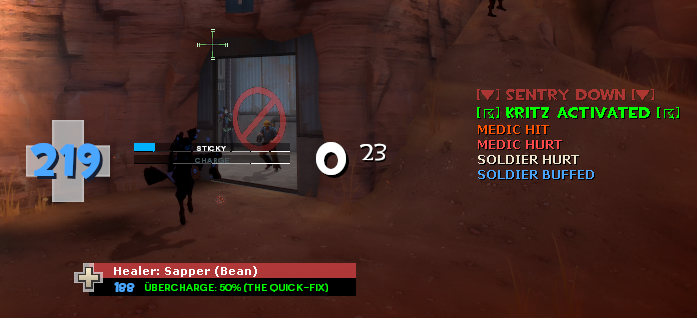 [▼] SENTRY DOWN [▼]
[☈] KRITZ ACTIVATED [☈]
MEDIC HIT
MEDIC HURT
SOLDIER HURT
SOLDIER BUFFED
219
STICKY
CHARGE
0 23
Healer: Sapper (Bean)
188 ÜBERCHARGE: 50% (THE QUICK-FIX)